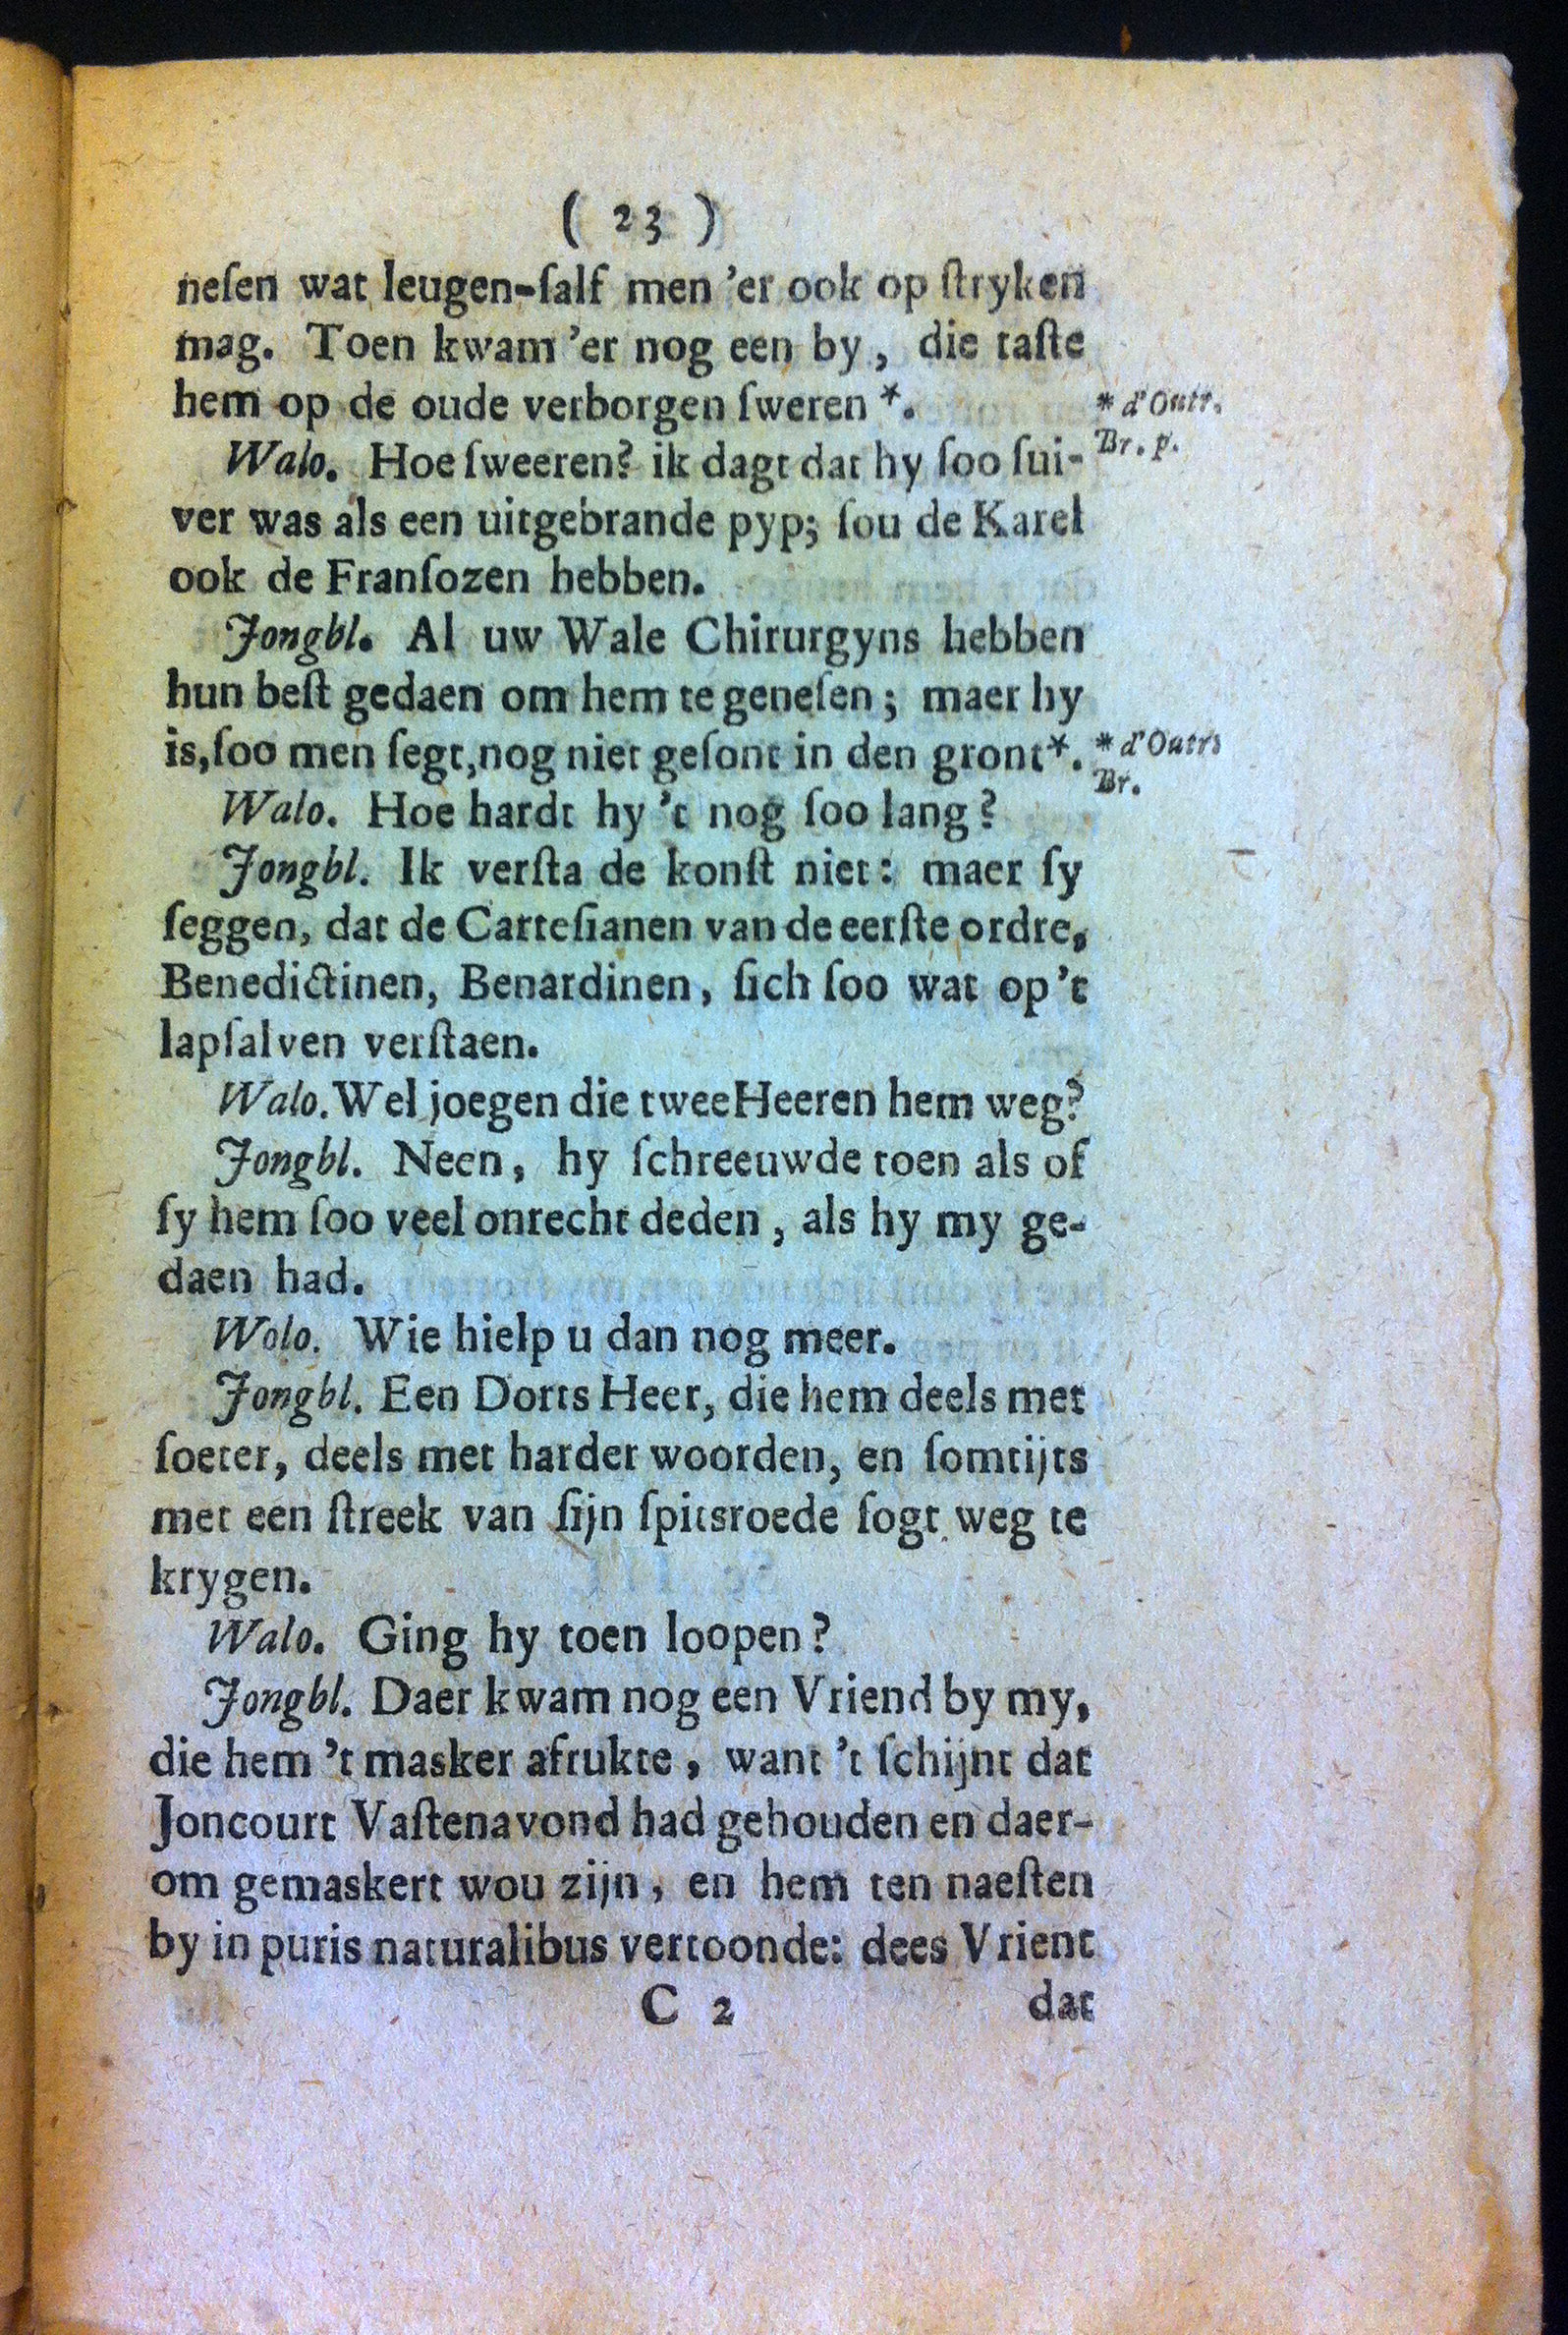 ( 23 )
neſen wat leugen-ſalf men 'er ook op ſtryken
mag. Toen kwam 'er nog een by, die taſte
hem op de oude verborgen ſweren *.
* d'Outr.
Br. p.
Walo. Hoe ſweeren? ik dagt dat hy ſoo ſui-
ver was als een uitgebrande pyp; ſou de Karel
ook de Franſozen hebben.
Jongbl. Al uw Wale Chirurgyns hebben
hun beſt gedaen om hem te geneſen; maer hy
is, ſoo men ſegt, nog niet geſont in den gront*.
* d'Outrs
Br.
Walo. Hoe hardt hy 't nog ſoo lang?
Jongbl. Ik verſta de konſt niet: maer ſy
ſeggen, dat de Carteſianen van de eerſte ordre,
Benedictinen, Benardinen, ſich ſoo wat op 't
lapſalven verſtaen.
Walo. Wel joegen die twee Heeren hem weg?
Jongbl. Neen, hy ſchreeuwde toen als of
ſy hem ſoo veel onrecht deden, als hy my ge-
daen had.
Wolo. Wie hielp u dan nog meer.
Jongbl. Een Dorts Heer, die hem deels met
ſoeter, deels met harder woorden, en ſomtijts
met een ſtreek van ſijn ſpitsroede ſogt weg te
krygen.
Walo. Ging hy toen loopen?
Jongbl. Daer kwam nog een Vriend by my,
die hem 't masker afrukte, want 't ſchijnt dat
Joncourt Vaſtenavond had gehouden en daer-
om gemaskert wou zijn, en hem ten naeſten
by in puris naturalibus vertoonde: dees Vrient
C 2
dat